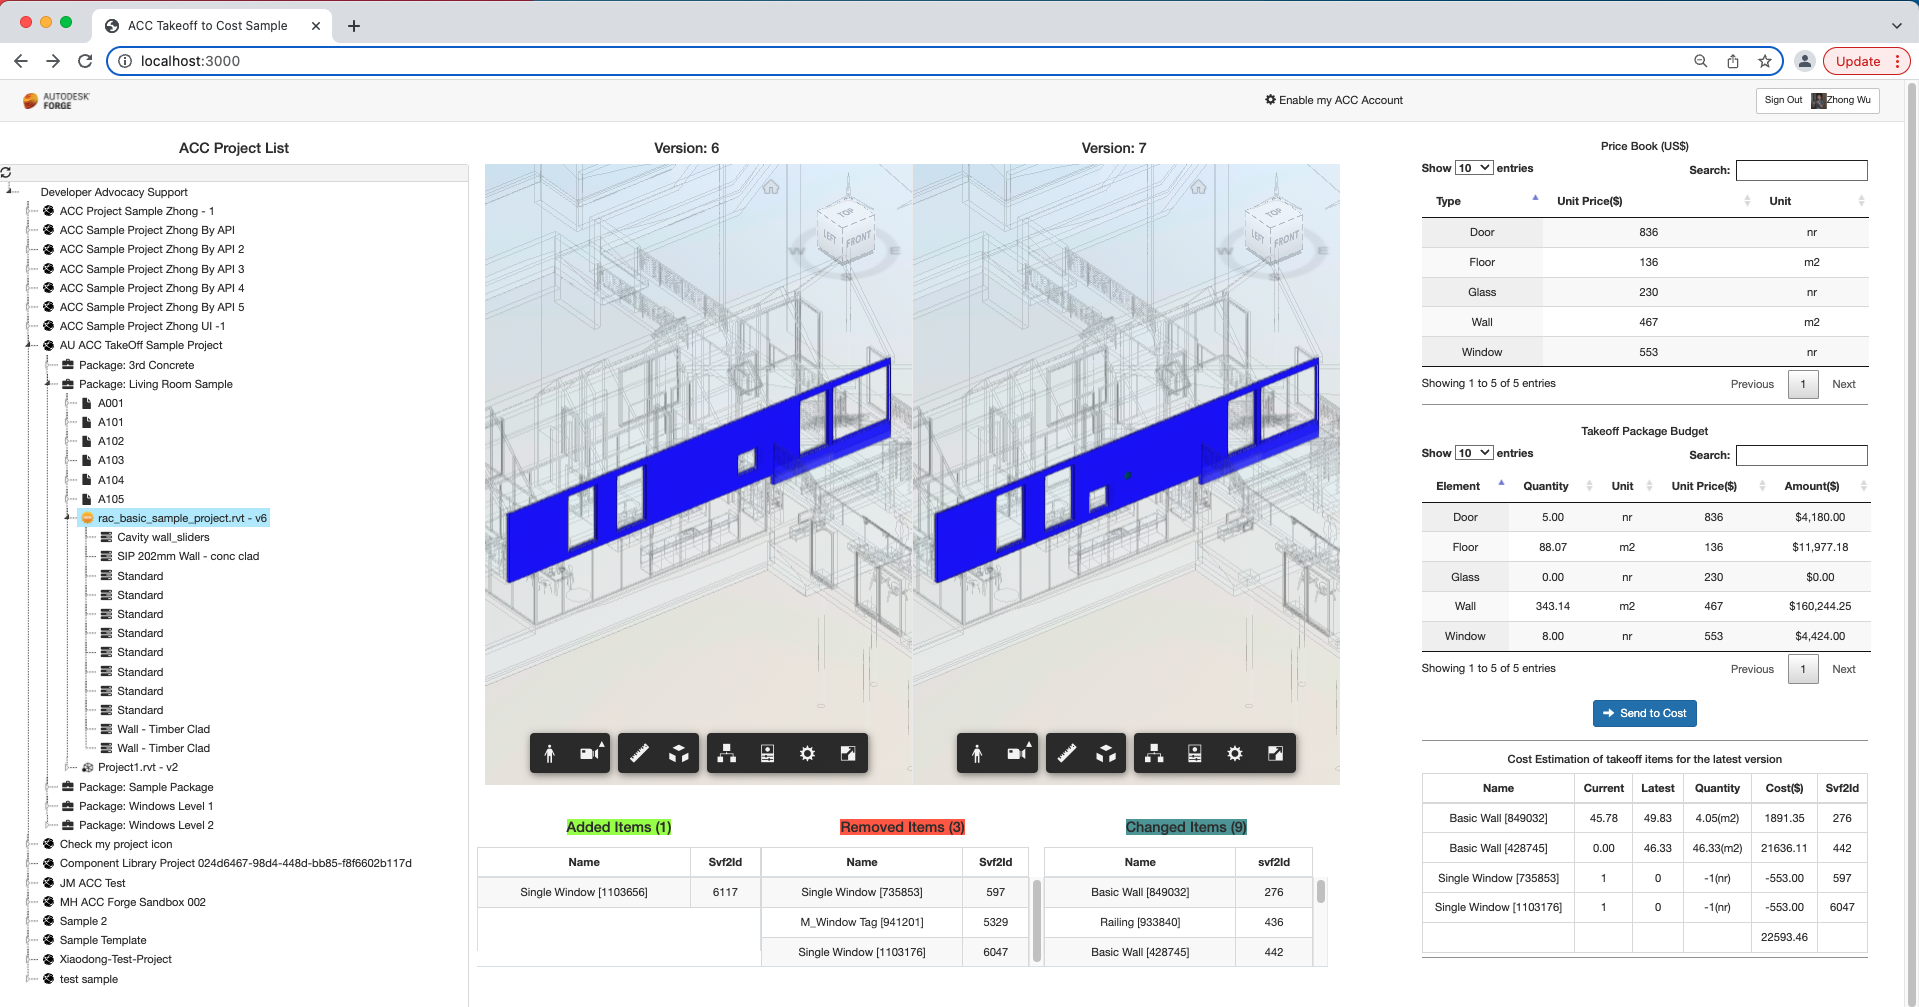 ACC Takeoff to Cost Sample
localhost:3000
Update
AUTODESK
FORGE
Enable my ACC Account
Sign Out Zhong Wu
ACC Project List
Developer Advocacy Support
ACC Project Sample Zhong - 1
ACC Sample Project Zhong By API
ACC Sample Project Zhong By API 2
ACC Sample Project Zhong By API 3
ACC Sample Project Zhong By API 4
ACC Sample Project Zhong By API 5
ACC Sample Project Zhong UI -1
AU ACC TakeOff Sample Project
Package: 3rd Concrete
Package: Living Room Sample
A001
A101
A102
A103
A104
A105
rac_basic_sample_project.rvt - v6
Cavity wall_sliders
SIP 202mm Wall - conc clad
Standard
Standard
Standard
Standard
Standard
Standard
Standard
Standard
Wall - Timber Clad
Wall - Timber Clad
Project1.rvt - v2
Package: Sample Package
Package: Windows Level 1
Package: Windows Level 2
Check my project icon
Component Library Project 024d6467-98d4-448d-bb85-f8f6602b117d
JM ACC Test
MH ACC Forge Sandbox 002
Sample 2
Sample Template
Xiaodong-Test-Project
test sample
Version: 6
TOP
LEFT FRONT
W E
S
Version: 7
TOP
LEFT FRONT
W E
S
Added Items (1)
Name Svf2Id
Single Window [1103656] 6117
Removed Items (3)
Name Svf2Id
Single Window [735853] 597
M_Window Tag [941201] 5329
Single Window [1103176] 6047
Changed Items (9)
Name svf2Id
Basic Wall [849032] 276
Railing [933840] 436
Basic Wall [428745] 442
Price Book (US$)
Show 10 entries Search:
Type Unit Price($) Unit
Door 836 nr
Floor 136 m2
Glass 230 nr
Wall 467 m2
Window 553 nr
Showing 1 to 5 of 5 entries Previous 1 Next
Takeoff Package Budget
Show 10 entries Search:
Element Quantity Unit Unit Price($) Amount($)
Door 5.00 nr 836 $4,180.00
Floor 88.07 m2 136 $11,977.18
Glass 0.00 nr 230 $0.00
Wall 343.14 m2 467 $160,244.25
Window 8.00 nr 553 $4,424.00
Showing 1 to 5 of 5 entries Previous 1 Next
Send to Cost
Cost Estimation of takeoff items for the latest version
Name Current Latest Quantity Cost($) Svf2Id
Basic Wall [849032] 45.78 49.83 4.05(m2) 1891.35 276
Basic Wall [428745] 0.00 46.33 46.33(m2) 21636.11 442
Single Window [735853] 1 0 -1(nr) -553.00 597
Single Window [1103176] 1 0 -1(nr) -553.00 6047
22593.46